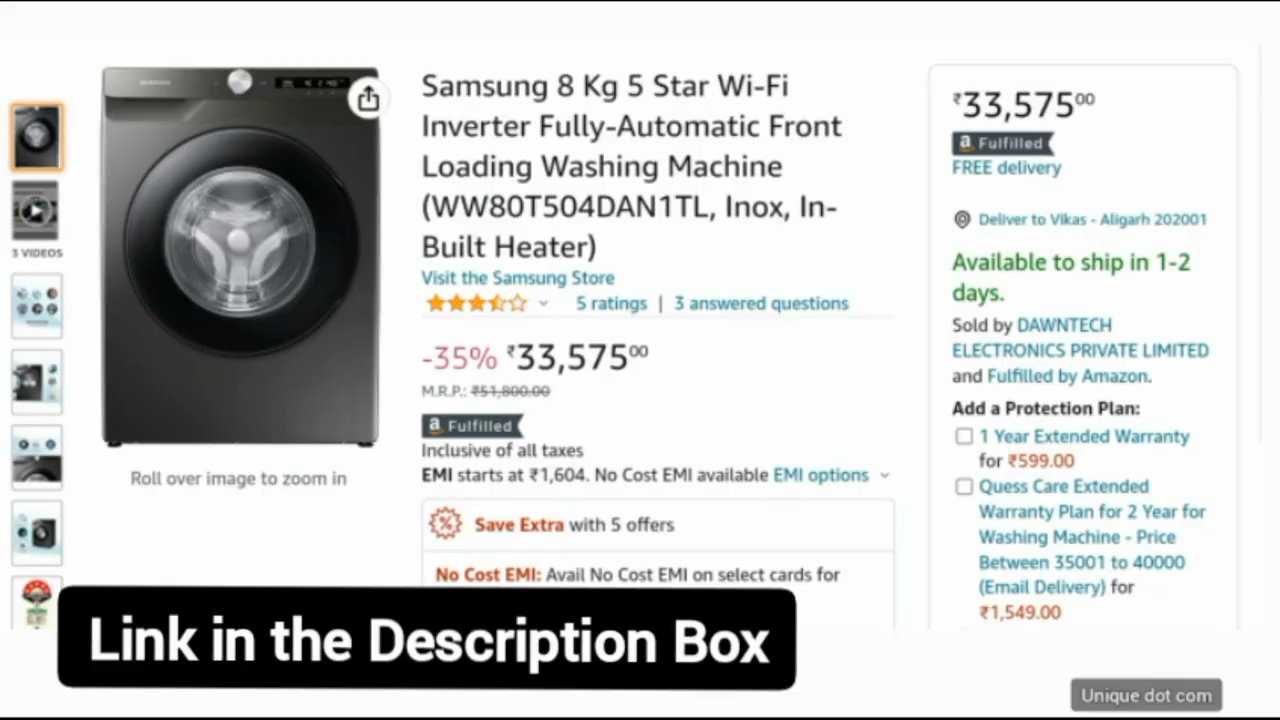 SAMSUNG
3 VIDEOS
Roll over image to zoom in
Samsung 8 Kg 5 Star Wi-Fi
Inverter Fully-Automatic Front
Loading Washing Machine
(WW80T504DAN1TL, Inox, In-
Built Heater)
Visit the Samsung Store
5 ratings | 3 answered questions
-35% ₹33,575⁰⁰
M.R.P.: ₹51,800.00
a Fulfilled
Inclusive of all taxes
EMI starts at ₹1,604. No Cost EMI available EMI options
Save Extra with 5 offers
No Cost EMI: Avail No Cost EMI on select cards for
₹33,575⁰⁰
a Fulfilled
FREE delivery
Deliver to Vikas - Aligarh 202001
Available to ship in 1-2
days.
Sold by DAWNTECH
ELECTRONICS PRIVATE LIMITED
and Fulfilled by Amazon.
Add a Protection Plan:
1 Year Extended Warranty
for ₹599.00
Quess Care Extended
Warranty Plan for 2 Year for
Washing Machine - Price
Between 35001 to 40000
(Email Delivery) for
₹1,549.00
Link in the Description Box
Unique dot com